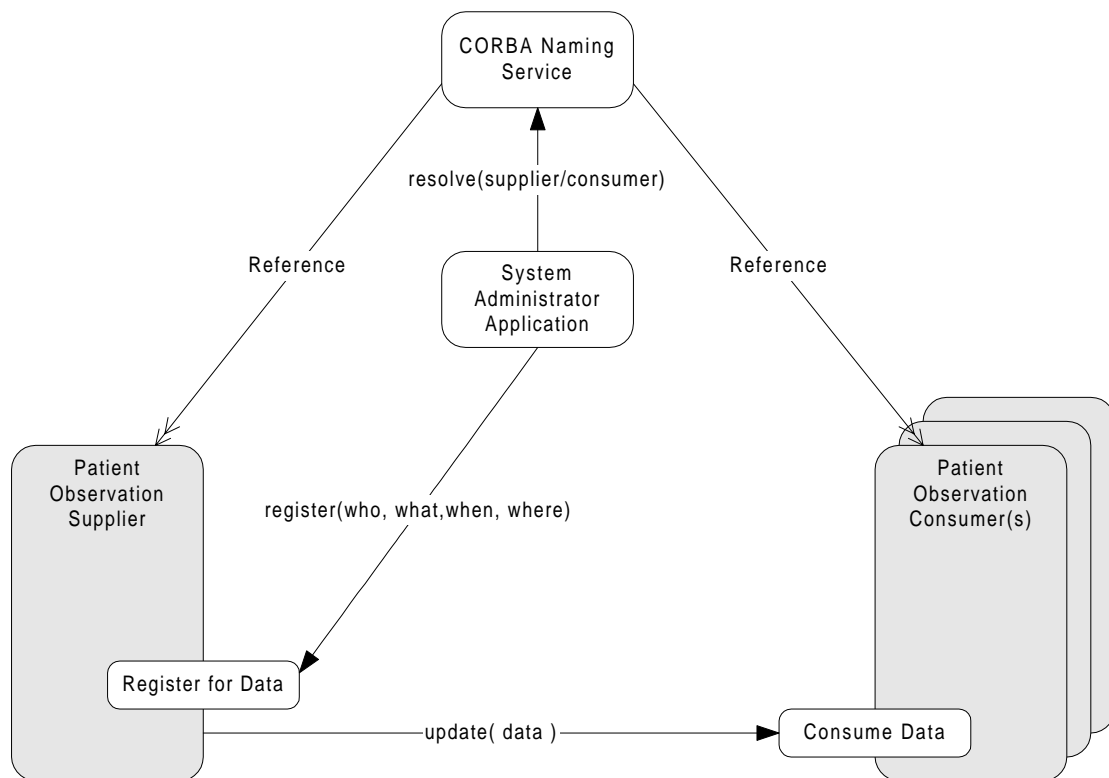 CORBA Naming
Service
resolve(supplier/consumer)
Reference
System
Administrator
Application
Reference
Patient
Observation
Supplier
register(who, what,when, where)
Patient
Observation
Consumer(s)
Register for Data
update( data )
Consume Data